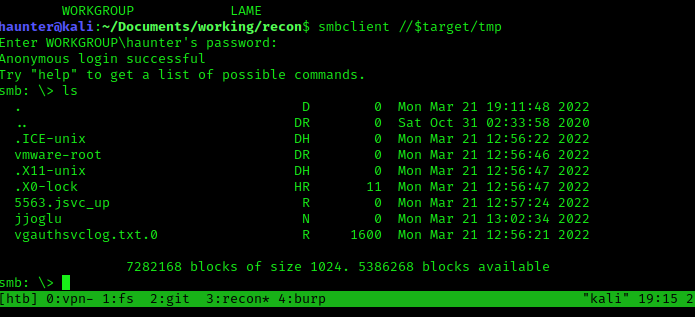 WORKGROUP            LAME
haunter@kali:~/Documents/working/recon$ smbclient //$target/tmp
Enter WORKGROUP\haunter's password:
Anonymous login successful
Try "help" to get a list of possible commands.
smb: \> ls
  .                                   D        0  Mon Mar 21 19:11:48 2022
  ..                                 DR        0  Sat Oct 31 02:33:58 2020
  .ICE-unix                          DH        0  Mon Mar 21 12:56:22 2022
  vmware-root                        DR        0  Mon Mar 21 12:56:46 2022
  .X11-unix                          DH        0  Mon Mar 21 12:56:47 2022
  .X0-lock                           HR       11  Mon Mar 21 12:56:47 2022
  5563.jsvc_up                        R        0  Mon Mar 21 12:57:24 2022
  jjoglu                              N        0  Mon Mar 21 13:02:34 2022
  vgauthsvclog.txt.0                  R     1600  Mon Mar 21 12:56:21 2022
                7282168 blocks of size 1024. 5386268 blocks available
smb: \>
[htb] 0:vpn- 1:fs  2:git  3:recon* 4:burp                    "kali" 19:15 2